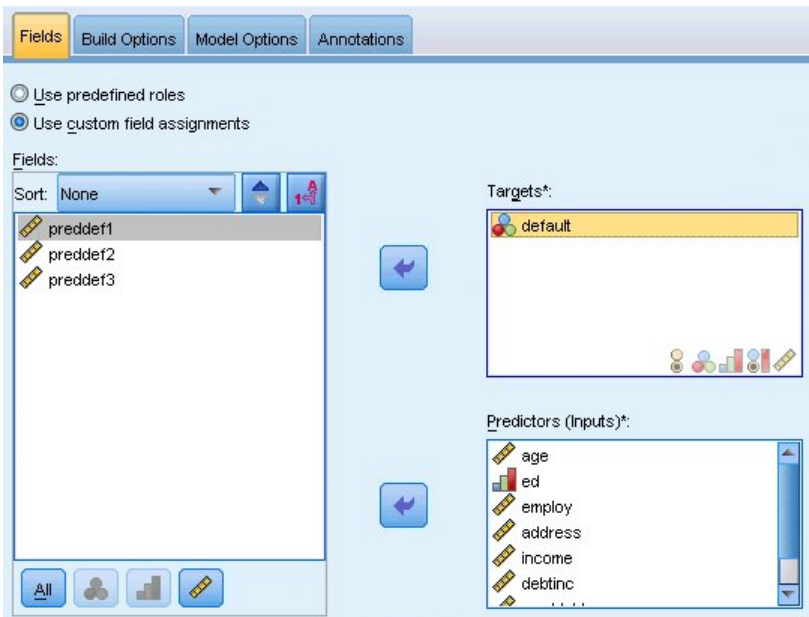 Fields
Build Options
Model Options
Annotations
Use predefined roles
Use custom field assignments
Fields:
Sort: None
preddef1
preddef2
preddef3
All
Targets*:
default
Predictors (Inputs)*:
age
ed
employ
address
income
debtinc